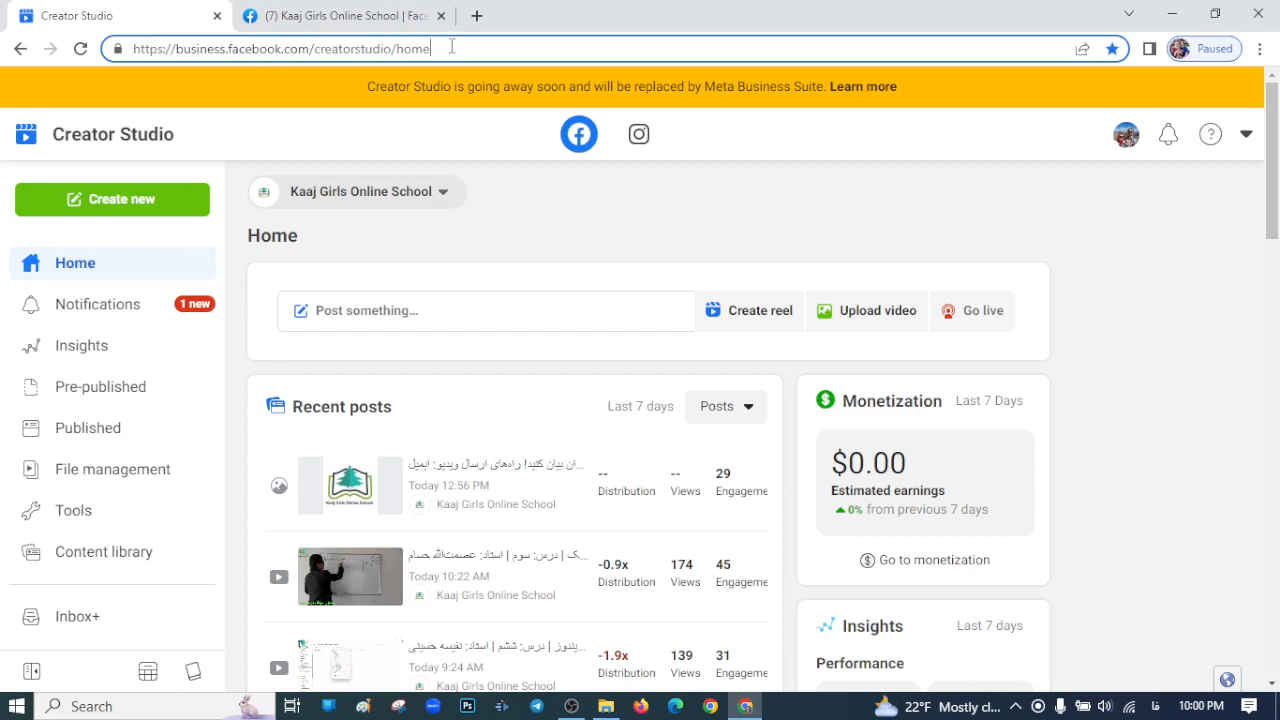 Creator Studio
(7) Kaaj Girls Online School | Face
https://business.facebook.com/creatorstudio/home
Paused
Creator Studio is going away soon and will be replaced by Meta Business Suite. Learn more
Creator Studio
Create new
Kaaj Girls Online School
Home
Home
Notifications
1 new
Insights
Pre-published
Published
File management
Tools
Content library
Inbox+
Post something...
Create reel
Upload video
Go live
Recent posts
Last 7 days
Posts
ان بیان کنید! راه‌های ارسال ویدیو: ایمیل...
Today 12:56 PM
Kaaj Girls Online School
--
Distribution
--
Views
29
Engageme
ک | درس: سوم | استاد: عصمت‌الله حسام...
Today 10:22 AM
Kaaj Girls Online School
-0.9x
Distribution
174
Views
45
Engageme
یندوز | درس: ششم | استاد: نفیسه حسینی...
Today 9:24 AM
Kaaj Girls Online School
-1.9x
Distribution
139
Views
31
Engageme
Monetization
Last 7 Days
$0.00
Estimated earnings
0% from previous 7 days
Go to monetization
Insights
Last 7 days
Performance
Search
22°F Mostly cl...
10:00 PM